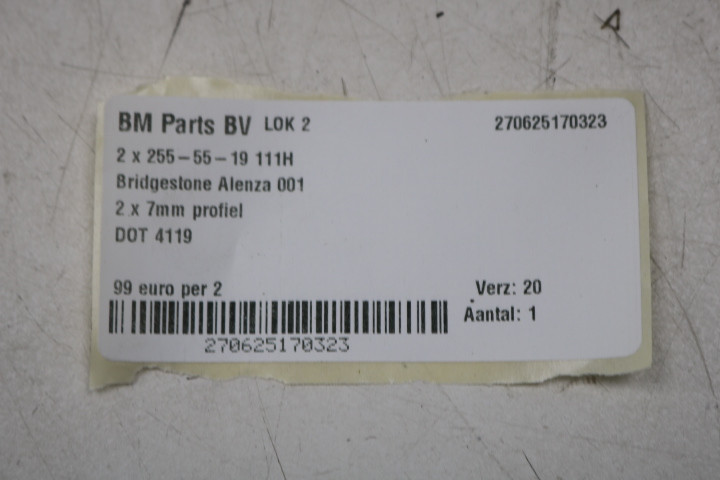 BM Parts BV LOK 2 270625170323
2 x 255-55-19 111H
Bridgestone Alenza 001
2 x 7mm profiel
DOT 4119
99 euro per 2 Verz: 20
Aantal: 1
270625170323